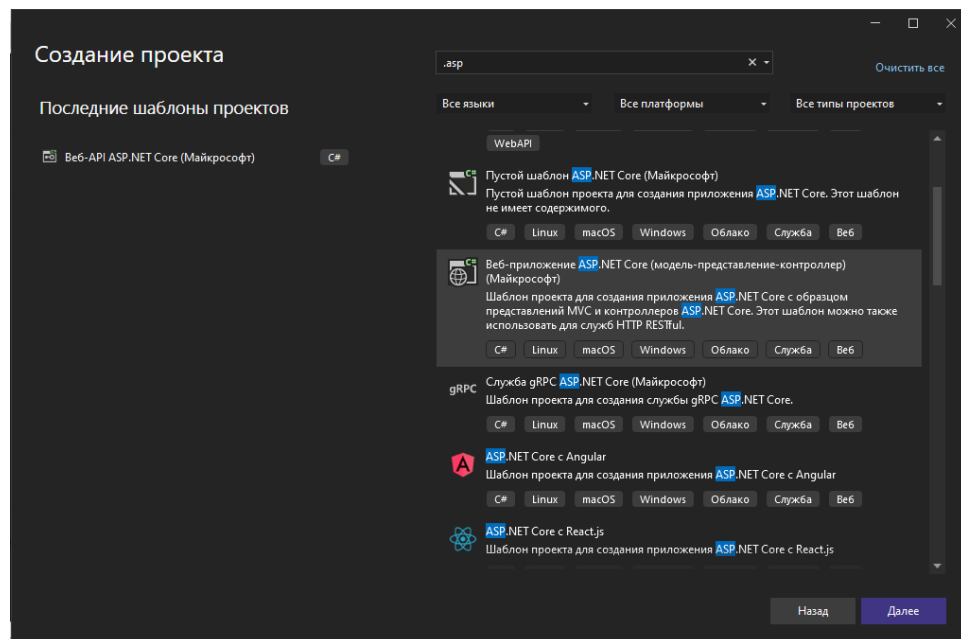 Создание проекта
.asp
Очистить все
Последние шаблоны проектов
Все языки
Все платформы
Все типы проектов
Веб-API ASP.NET Core (Майкрософт)
C#
WebAPI
Пустой шаблон ASP.NET Core (Майкрософт)
Пустой шаблон проекта для создания приложения ASP.NET Core. Этот шаблон
не имеет содержимого.
C# Linux macOS Windows Облако Служба Веб
Веб-приложение ASP.NET Core (модель-представление-контроллер)
(Майкрософт)
Шаблон проекта для создания приложения ASP.NET Core с образцом
представлений MVC и контроллеров ASP.NET Core. Этот шаблон можно также
использовать для служб HTTP RESTful.
C# Linux macOS Windows Облако Служба Веб
gRPC
Служба gRPC ASP.NET Core (Майкрософт)
Шаблон проекта для создания службы gRPC ASP.NET Core.
C# Linux macOS Windows Облако Служба Веб
ASP.NET Core с Angular
Шаблон проекта для создания приложения ASP.NET Core с Angular
C# Linux macOS Windows Облако Служба Веб
ASP.NET Core с React.js
Шаблон проекта для создания приложения ASP.NET Core с React.js
Назад
Далее